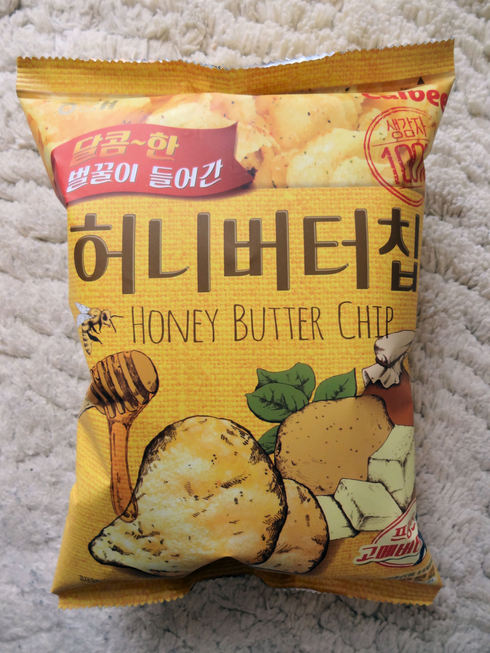 Calbee
생감자
100%
달콤~한
벌꿀이 들어간
허니버터칩
HONEY BUTTER CHIP
고메버터